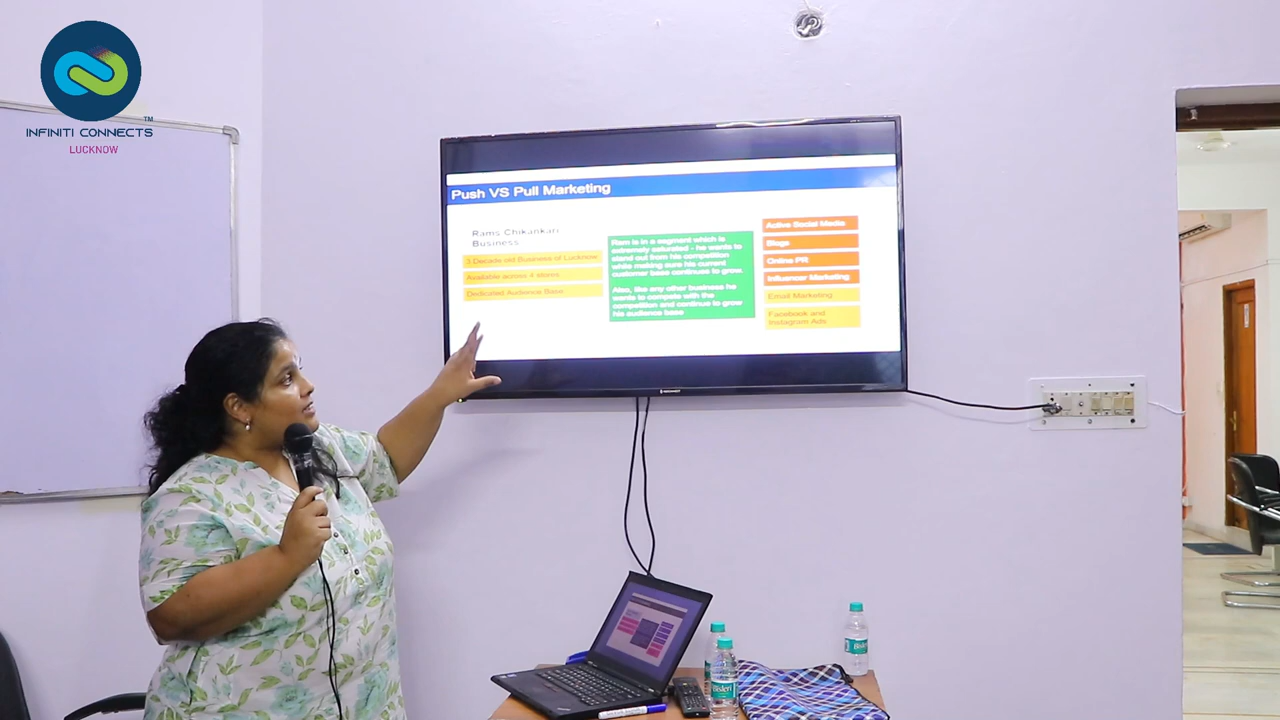 INFINITI CONNECTS
TM
LUCKNOW
Push VS Pull Marketing
Rams Chikankari
Business
3 Decade old Business of Lucknow
Available across 4 stores
Dedicated Audience Base
Ram is in a segment which is
extremely saturated - he wants to
stand out from his competition
while making sure his current
customer base continues to grow.
Also, like any other business he
wants to compete with the
competition and continue to grow
his audience base
Active Social Media
Blogs
Online PR
Influencer Marketing
Email Marketing
Facebook and
Instagram Ads
Bisleri
Bisleri